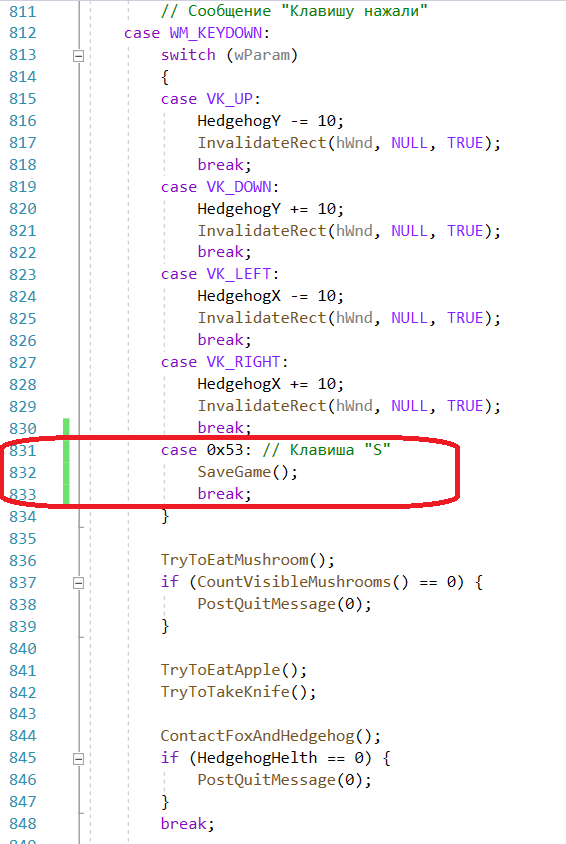 811 // Сообщение "Клавишу нажали"
812 case WM_KEYDOWN:
813 switch (wParam)
814 {
815 case VK_UP:
816 HedgehogY -= 10;
817 InvalidateRect(hWnd, NULL, TRUE);
818 break;
819 case VK_DOWN:
820 HedgehogY += 10;
821 InvalidateRect(hWnd, NULL, TRUE);
822 break;
823 case VK_LEFT:
824 HedgehogX -= 10;
825 InvalidateRect(hWnd, NULL, TRUE);
826 break;
827 case VK_RIGHT:
828 HedgehogX += 10;
829 InvalidateRect(hWnd, NULL, TRUE);
830 break;
831 case 0x53: // Клавиша "S"
832 SaveGame();
833 break;
834 }
835
836 TryToEatMushroom();
837 if (CountVisibleMushrooms() == 0) {
838 PostQuitMessage(0);
839 }
840
841 TryToEatApple();
842 TryToTakeKnife();
843
844 ContactFoxAndHedgehog();
845 if (HedgehogHelth == 0) {
846 PostQuitMessage(0);
847 }
848 break;